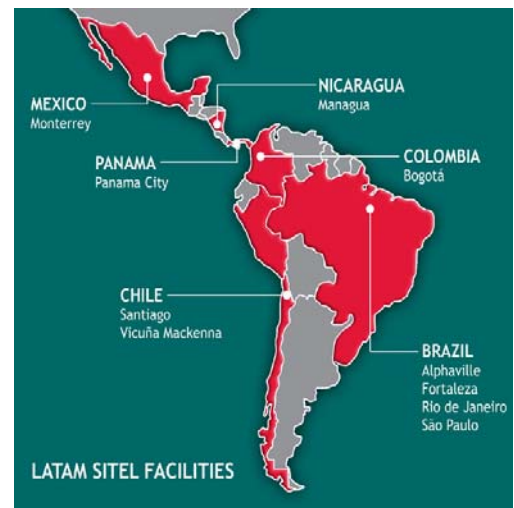 NICARAGUA
Managua
MEXICO
Monterrey
PANAMA
Panama City
COLOMBIA
Bogotá
CHILE
Santiago
Vicuña Mackenna
BRAZIL
Alphaville
Fortaleza
Rio de Janeiro
São Paulo
LATAM SITEL FACILITIES